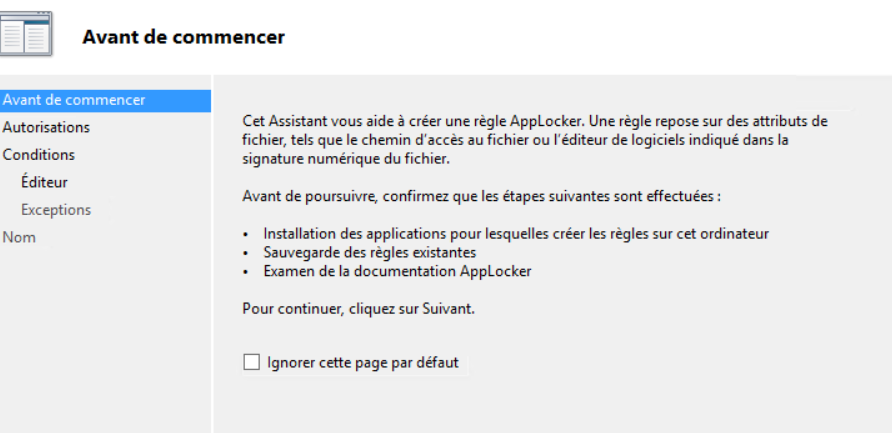 Avant de commencer
Avant de commencer
Autorisations
Conditions
Éditeur
Exceptions
Nom
Cet Assistant vous aide à créer une règle AppLocker. Une règle repose sur des attributs de
fichier, tels que le chemin d'accès au fichier ou l'éditeur de logiciels indiqué dans la
signature numérique du fichier.
Avant de poursuivre, confirmez que les étapes suivantes sont effectuées :
• Installation des applications pour lesquelles créer les règles sur cet ordinateur
• Sauvegarde des règles existantes
• Examen de la documentation AppLocker
Pour continuer, cliquez sur Suivant.
Ignorer cette page par défaut